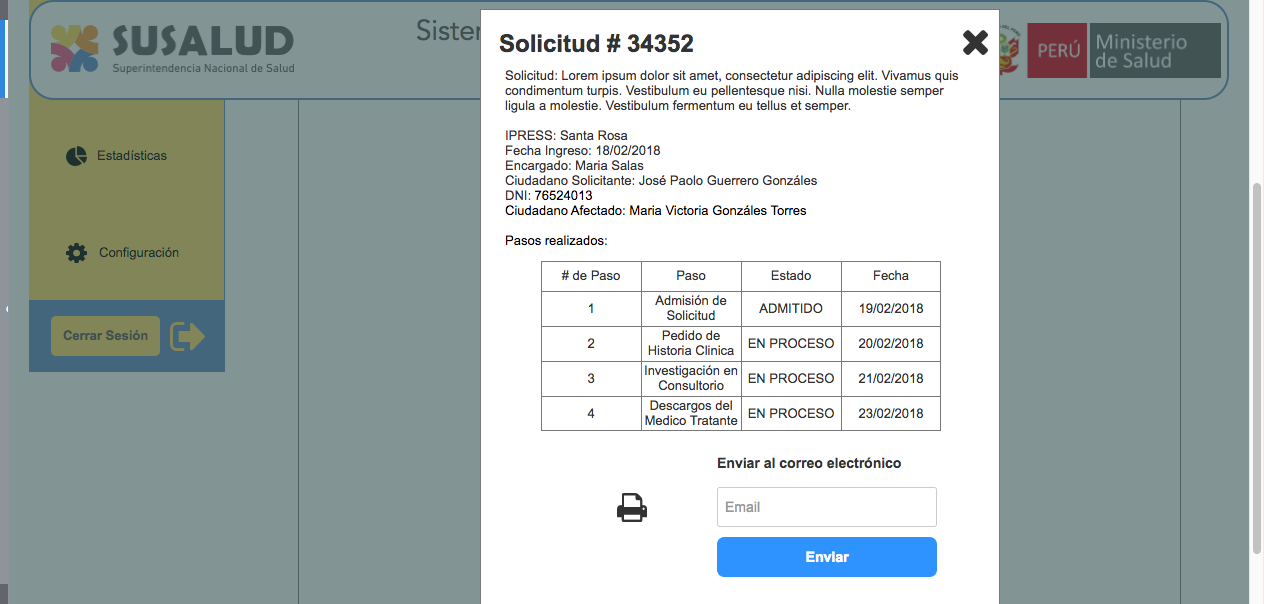 SUSALUD
Superintendencia Nacional de Salud
Sister
PERÚ
Ministerio
de Salud
Estadísticas
Configuración
Cerrar Sesión
Solicitud # 34352
Solicitud: Lorem ipsum dolor sit amet, consectetur adipiscing elit. Vivamus quis
condimentum turpis. Vestibulum eu pellentesque nisi. Nulla molestie semper
ligula a molestie. Vestibulum fermentum eu tellus et semper.
IPRESS: Santa Rosa
Fecha Ingreso: 18/02/2018
Encargado: Maria Salas
Ciudadano Solicitante: José Paolo Guerrero Gonzáles
DNI: 76524013
Ciudadano Afectado: Maria Victoria Gonzáles Torres
Pasos realizados:
# de Paso Paso Estado Fecha
1 Admisión de Solicitud ADMITIDO 19/02/2018
2 Pedido de Historia Clinica EN PROCESO 20/02/2018
3 Investigación en Consultorio EN PROCESO 21/02/2018
4 Descargos del Medico Tratante EN PROCESO 23/02/2018
Enviar al correo electrónico
Email
Enviar